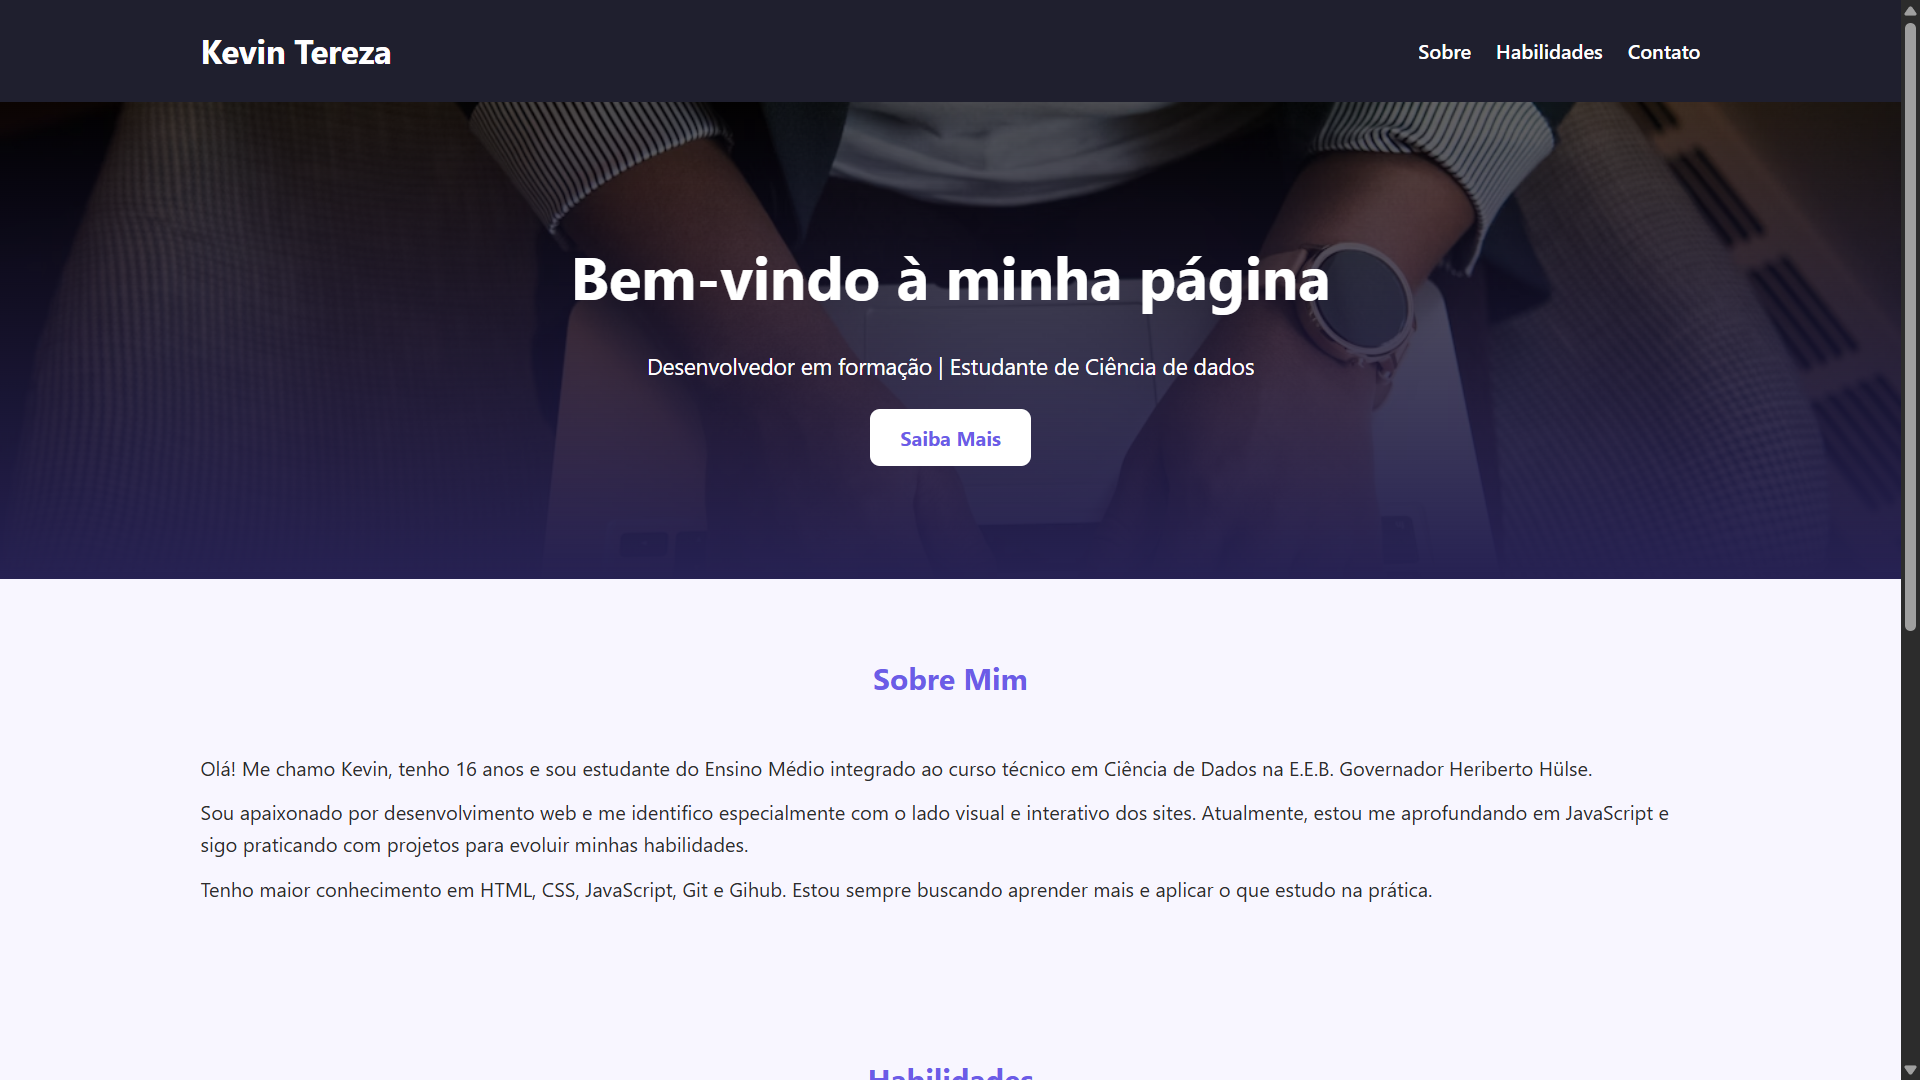 Kevin Tereza
Sobre Habilidades Contato
Bem-vindo à minha página
Desenvolvedor em formação | Estudante de Ciência de dados
Saiba Mais
Sobre Mim
Olá! Me chamo Kevin, tenho 16 anos e sou estudante do Ensino Médio integrado ao curso técnico em Ciência de Dados na E.E.B. Governador Heriberto Hülse.
Sou apaixonado por desenvolvimento web e me identifico especialmente com o lado visual e interativo dos sites. Atualmente, estou me aprofundando em JavaScript e
sigo praticando com projetos para evoluir minhas habilidades.
Tenho maior conhecimento em HTML, CSS, JavaScript, Git e Gihub. Estou sempre buscando aprender mais e aplicar o que estudo na prática.
Habilidades